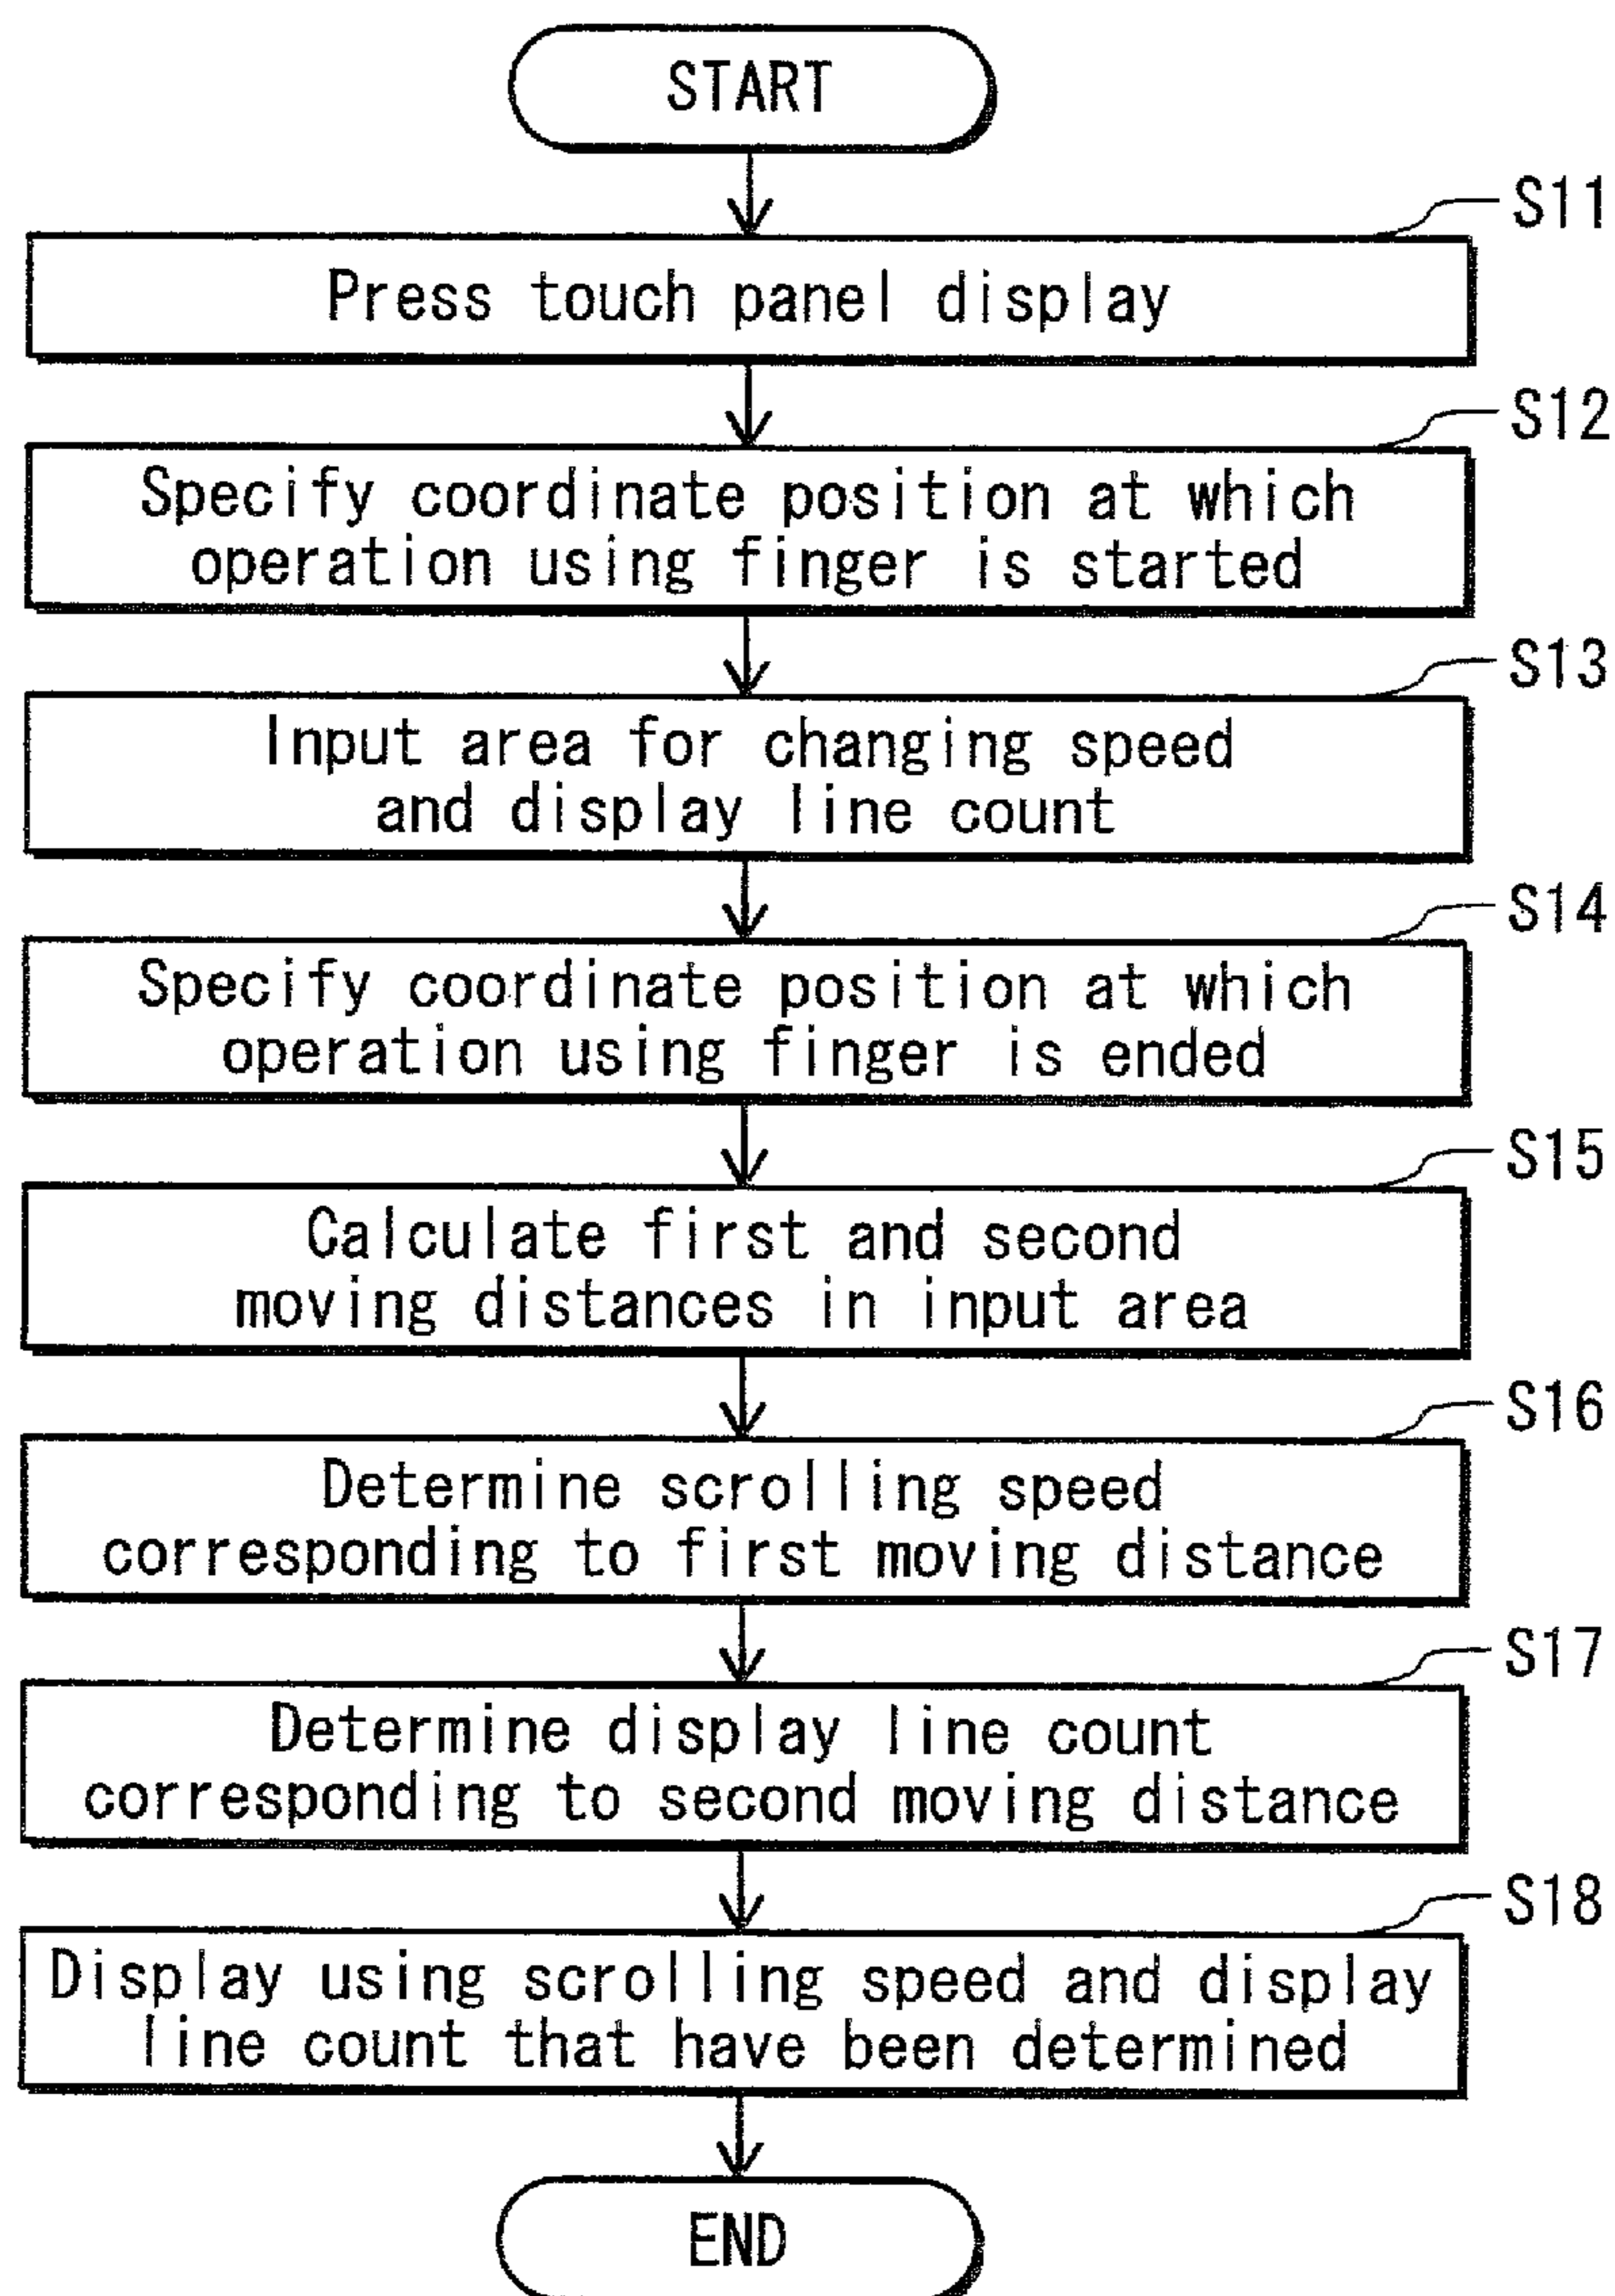 START
S11
Press touch panel display
S12
Specify coordinate position at which
operation using finger is started
S13
Input area for changing speed
and display line count
S14
Specify coordinate position at which
operation using finger is ended
S15
Calculate first and second
moving distances in input area
S16
Determine scrolling speed
corresponding to first moving distance
S17
Determine display line count
corresponding to second moving distance
S18
Display using scrolling speed and display
line count that have been determined
END